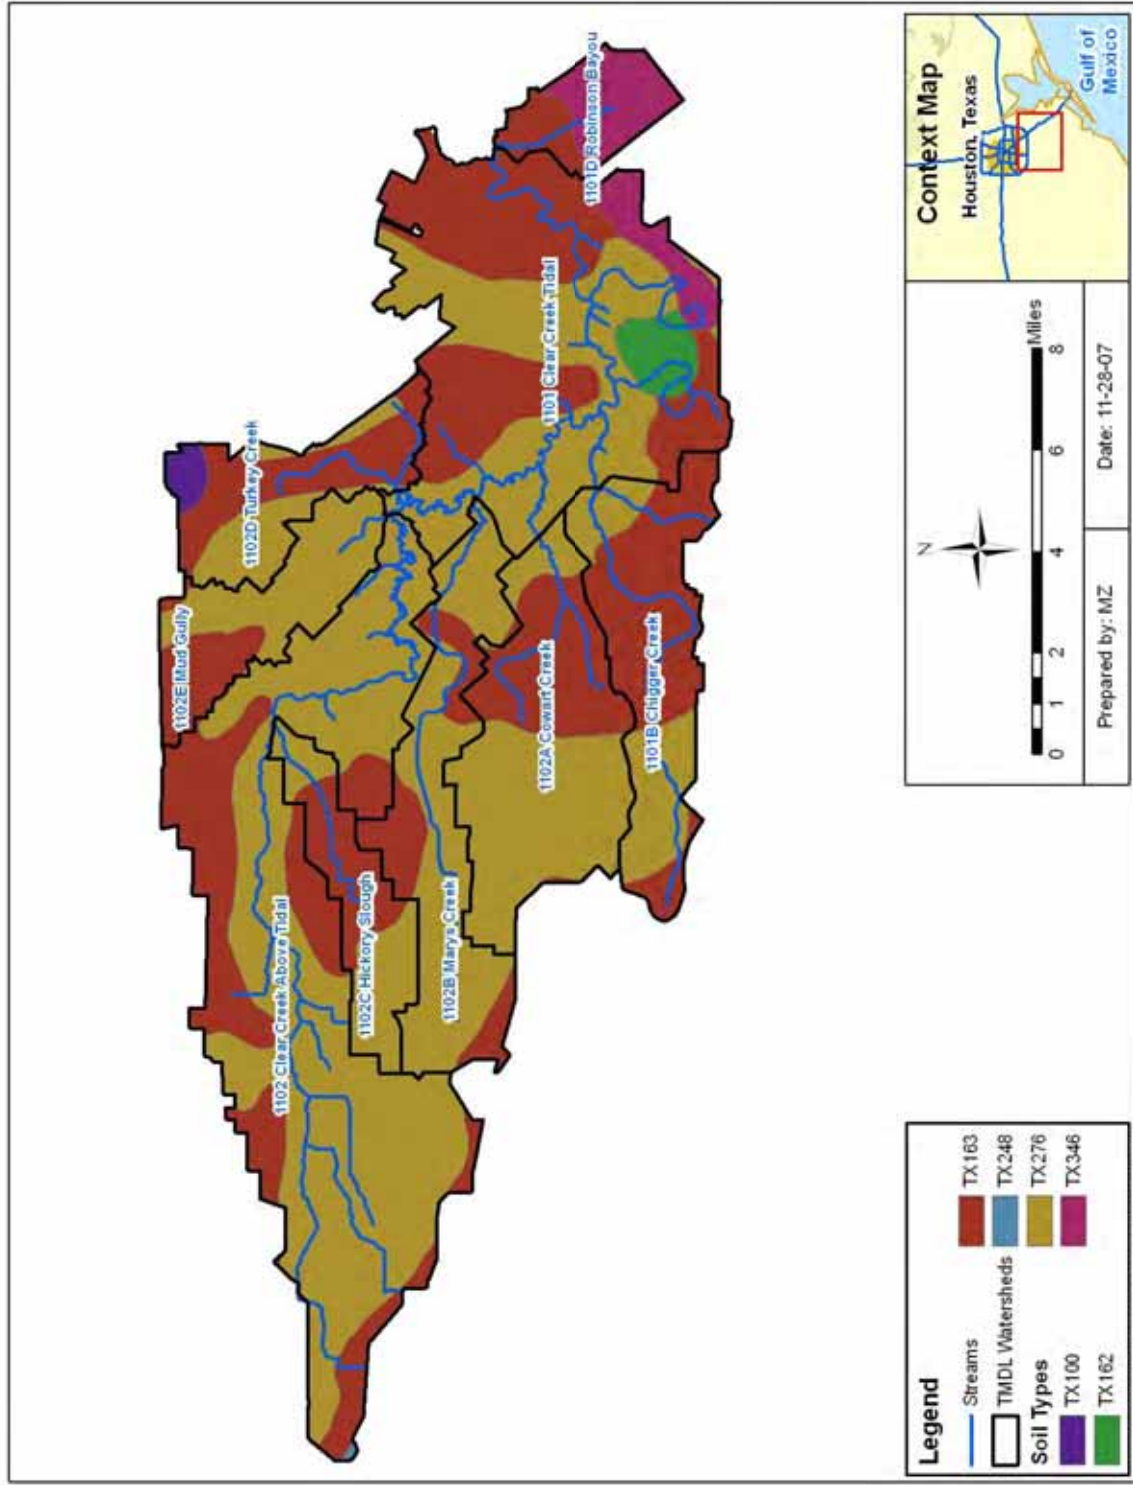 1101D Robinson Bayou
1101 Clear Creek Tidal
1102D Turkey Creek
1102E Mud Gully
1102A Cowart Creek
1101B Chigger Creek
1102 Clear Creek Above Tidal
1102C Hickory Slough
1102B Marys Creek
Legend
Streams
TMDL Watersheds
Soil Types
TX100
TX162
TX163
TX248
TX276
TX346
N
0 1 2 4 6 8
Miles
Prepared by: MZ
Date: 11-28-07
Context Map
Houston, Texas
Gulf of
Mexico